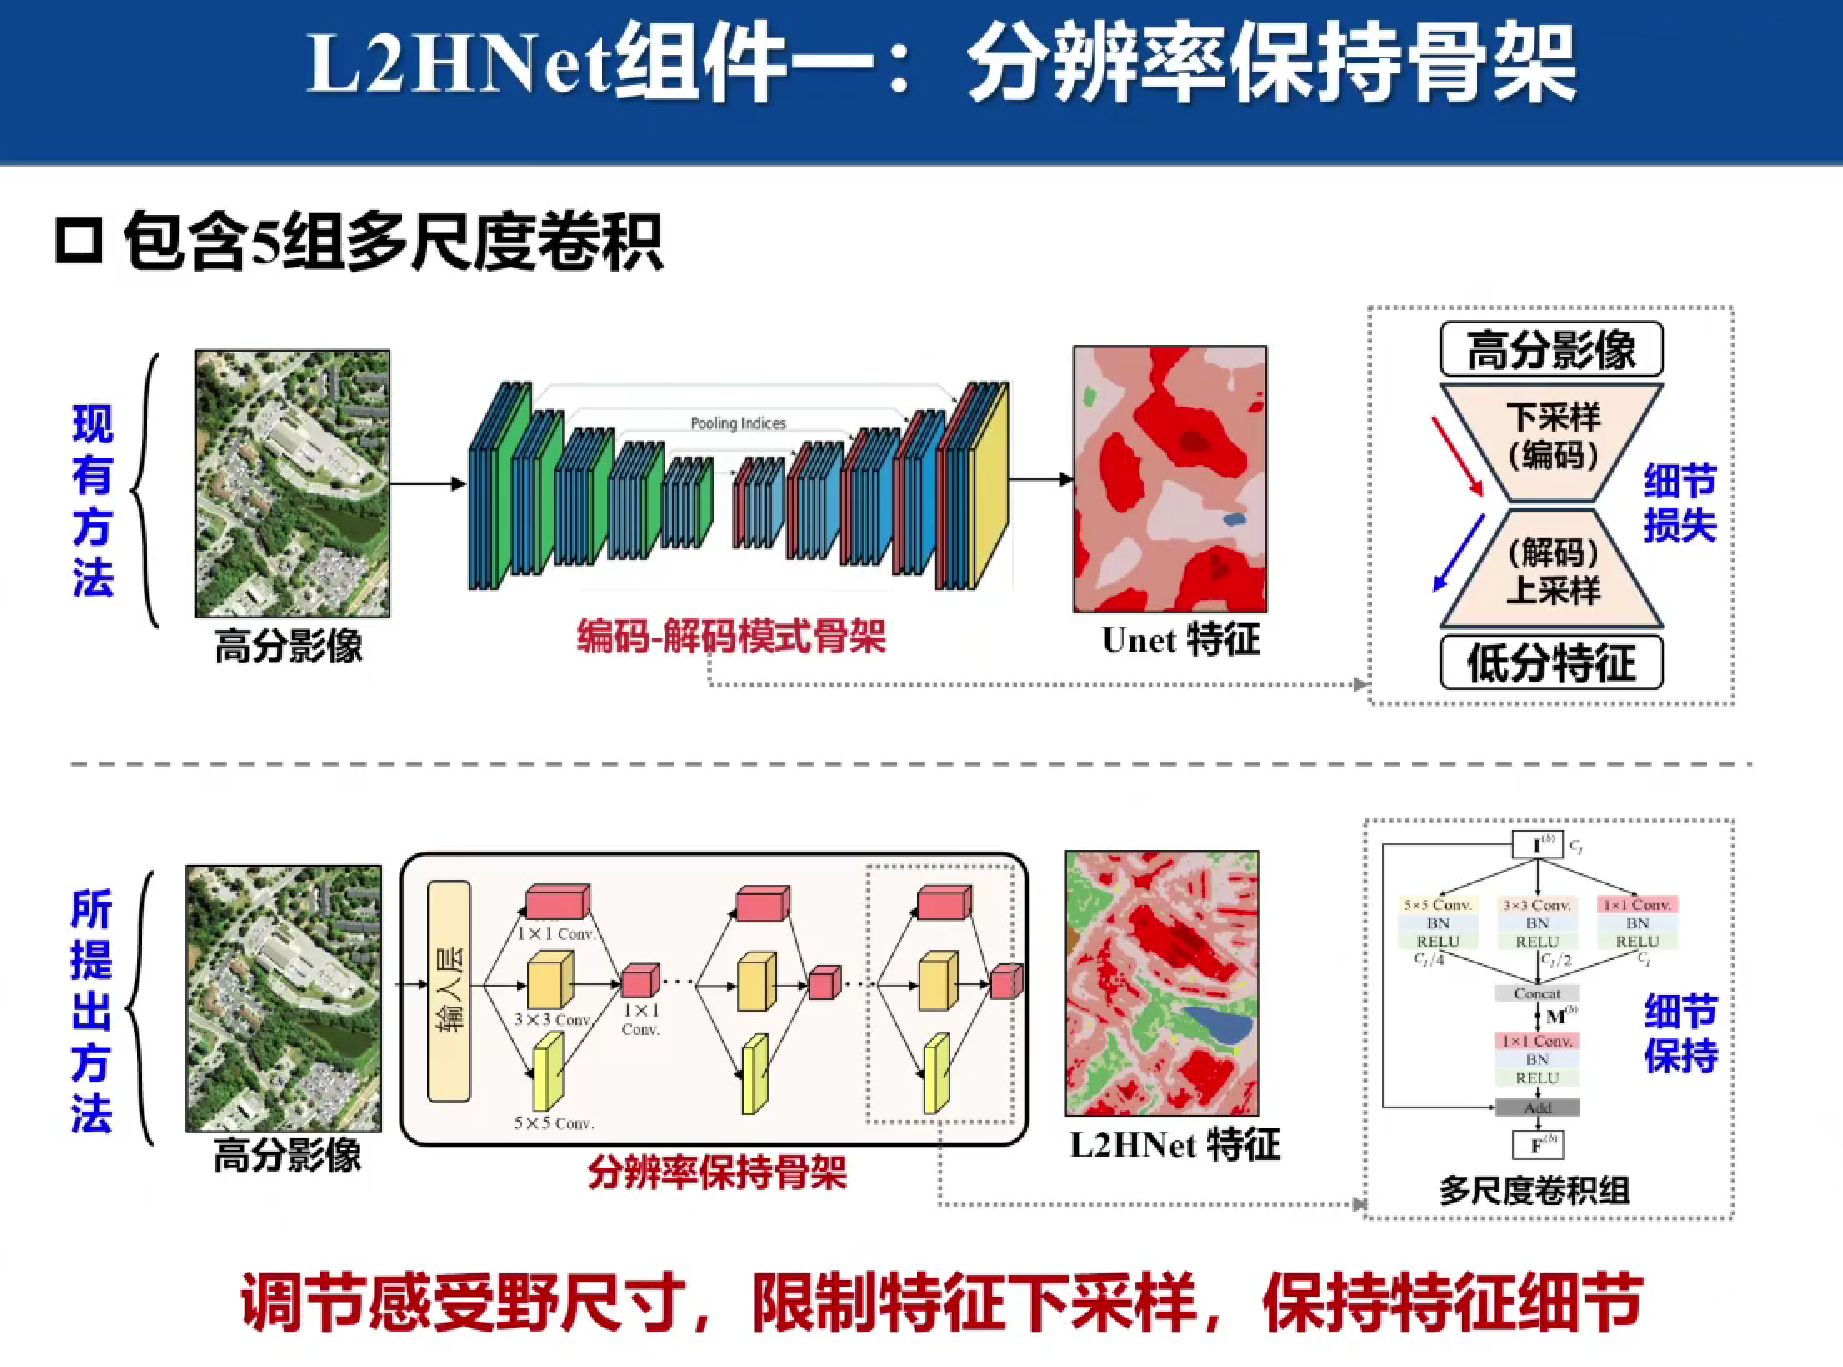 L2HNet组件一：分辨率保持骨架
包含5组多尺度卷积
现有方法
高分影像
Pooling Indices
编码-解码模式骨架
Unet 特征
高分影像
下采样
(编码)
(解码)
上采样
低分特征
细节
损失
所提出方法
高分影像
输入层
1×1 Conv.
3×3 Conv.
5×5 Conv.
1×1
Conv.
分辨率保持骨架
L2HNet 特征
I^(b) C_I
5×5 Conv. 3×3 Conv. 1×1 Conv.
BN BN BN
RELU RELU RELU
C_I/4 C_I/2 C_I
Concat
M^(b)
1×1 Conv.
BN
RELU
Add
F^(b)
多尺度卷积组
细节
保持
调节感受野尺寸，限制特征下采样，保持特征细节